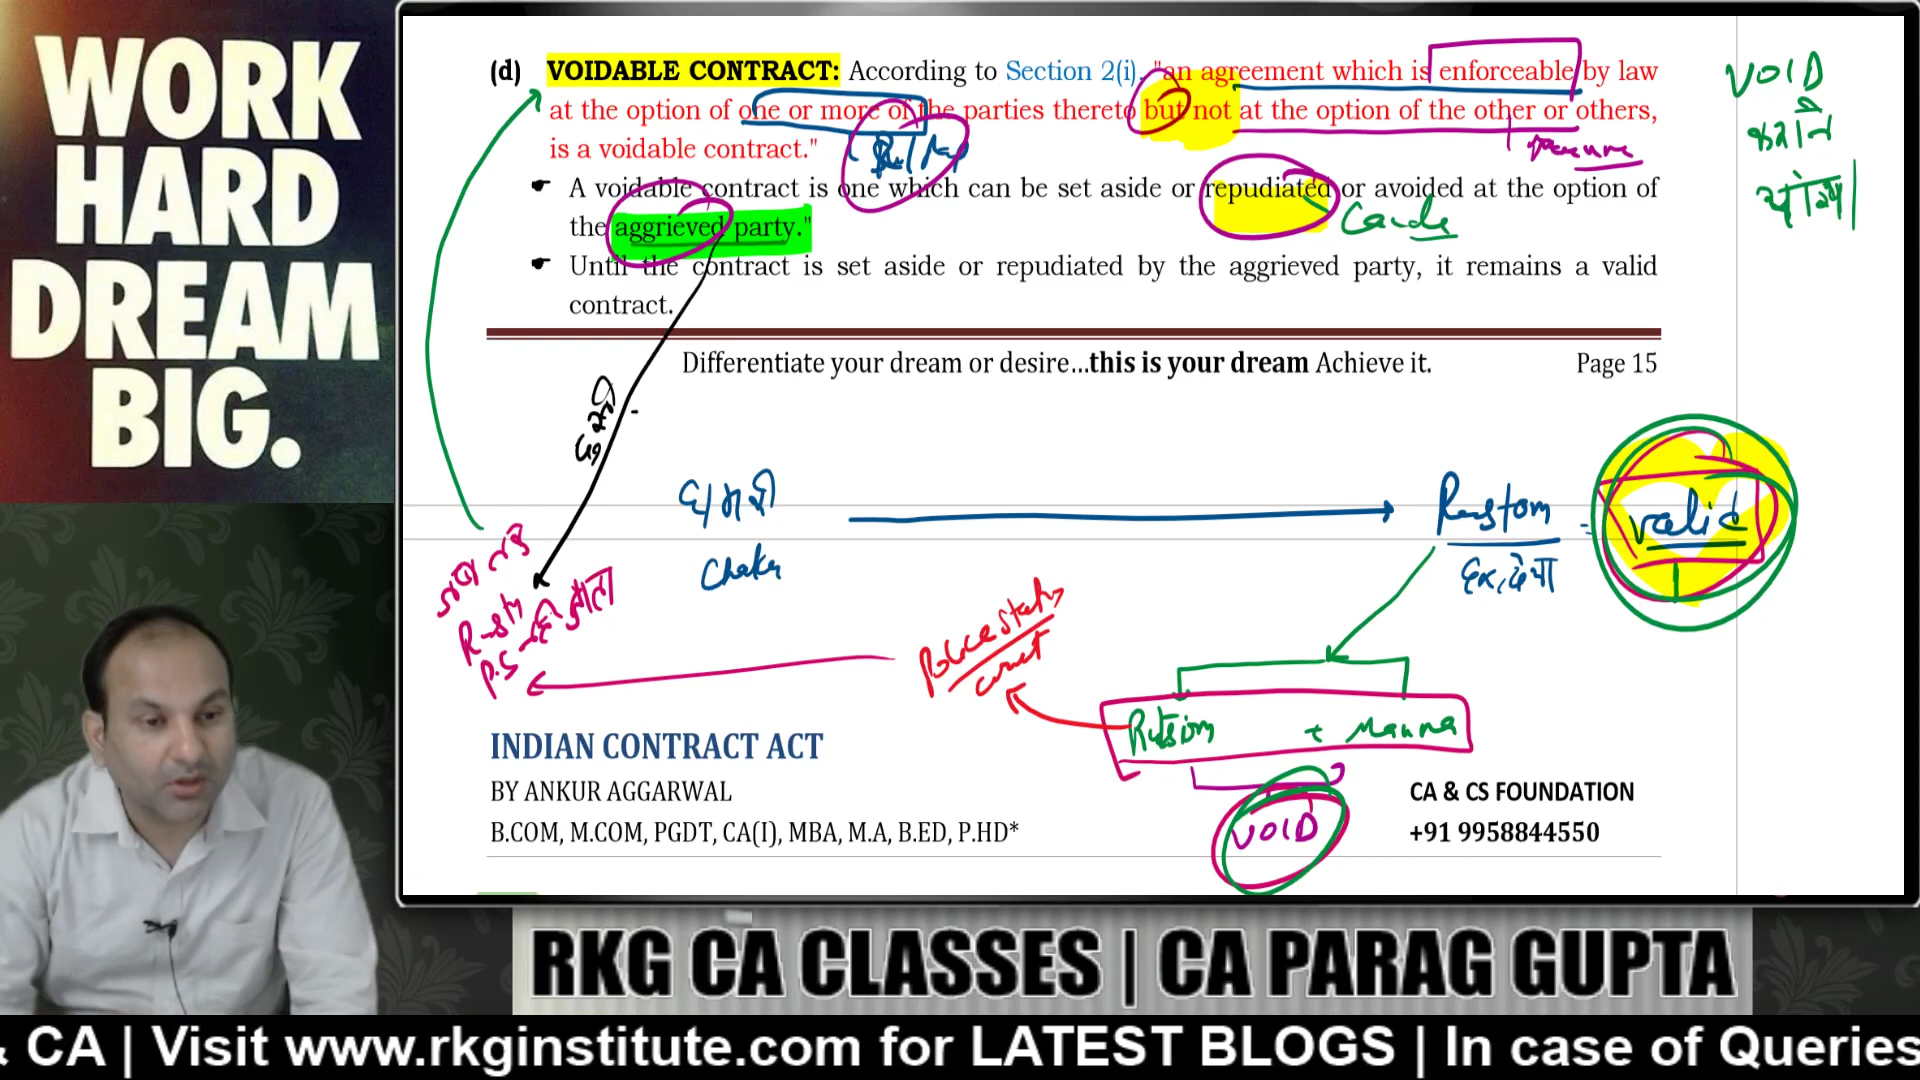 WORK
HARD
DREAM
BIG.
(d) VOIDABLE CONTRACT: According to Section 2(i), "an agreement which is enforceable by law
at the option of one or more of the parties thereto but not at the option of the other or others,
is a voidable contract."
A voidable contract is one which can be set aside or repudiated or avoided at the option of
the aggrieved party."
Until the contract is set aside or repudiated by the aggrieved party, it remains a valid
contract.
VOID
Differentiate your dream or desire...this is your dream Achieve it. Page 15
Rustom
valid
Police station
VOID
INDIAN CONTRACT ACT
BY ANKUR AGGARWAL
B.COM, M.COM, PGDT, CA(I), MBA, M.A, B.ED, P.HD*
CA & CS FOUNDATION
+91 9958844550
RKG CA CLASSES | CA PARAG GUPTA
& CA | Visit www.rkginstitute.com for LATEST BLOGS | In case of Queries